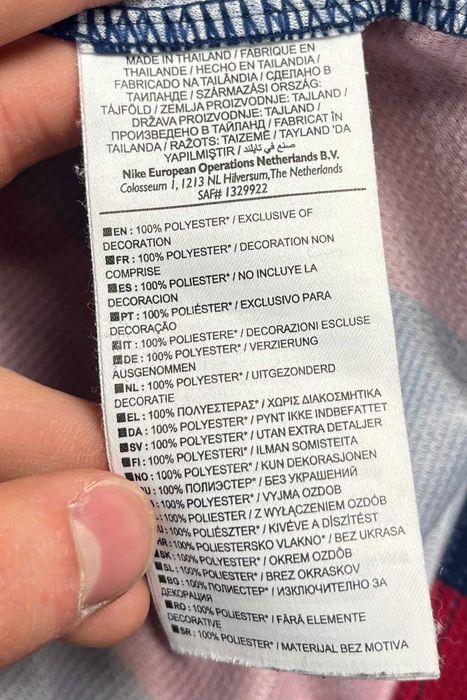 MADE IN THAILAND / FABRIQUE EN
THAILANDE / HECHO EN TAILANDIA /
FABRICADO NA TAILÂNDIA / СДЕЛАНО В
ТАИЛАНДЕ / SZÁRMAZÁSI ORSZÁG:
TÁJFÖLD / ZEMLJA PROIZVODNJE: TAJLAND /
DRŽAVA PROIZVODNJE: TAJLAND /
ПРОИЗВЕДЕНО В ТАЙЛАНД / FABRICAT ÎN
TAILANDA / RAŽOTS: TAIZEME / TAYLAND 'DA
YAPILMIŞTIR / صنع في تايلند
Nike European Operations Netherlands B.V.
Colosseum 1, 1213 NL Hilversum, The Netherlands
SAF# 1329922
EN : 100% POLYESTER* / EXCLUSIVE OF
DECORATION
FR : 100% POLYESTER* / DECORATION NON
COMPRISE
ES : 100% POLIESTER* / NO INCLUYE LA
DECORACION
PT : 100% POLIÉSTER* / EXCLUSIVO PARA
DECORAÇÃO
IT : 100% POLIESTERE* / DECORAZIONI ESCLUSE
DE : 100% POLYESTER* / VERZIERUNG
AUSGENOMMEN
NL : 100% POLYESTER* / UITGEZONDERD
DECORATIE
EL : 100% ΠΟΛΥΕΣΤΕΡΑΣ* / ΧΩΡΙΣ ΔΙΑΚΟΣΜΗΤΙΚΑ
DA : 100% POLYESTER* / PYNT IKKE INDBEFATTET
SV : 100% POLYESTER* / UTAN EXTRA DETALJER
FI : 100% POLYESTERI* / ILMAN SOMISTEITA
NO : 100% POLYESTER* / KUN DEKORASJONEN
: 100% ПОЛИЭСТЕР* / БЕЗ УКРАШЕНИЙ
: 100% POLYESTER* / VYJMA OZDOB
: 100% POLIESTER / Z WYŁĄCZENIEM OZDÓB
: 100% POLIÉSZTER* / KIVÉVE A DÍSZÍTÉST
HR : 100% POLIESTERSKO VLAKNO* / BEZ UKRASA
SK : 100% POLYESTER* / OKREM OZDÔB
SL : 100% POLIESTER* / BREZ OKRASKOV
BG : 100% ПОЛИЕСТЕР* / ИЗКЛЮЧИТЕЛНО ЗА
ДЕКОРАЦИЯ
RO : 100% POLIESTER* / FĂRĂ ELEMENTE
DECORATIVE
SR : 100% POLIESTER* / MATERIJAL BEZ MOTIVA